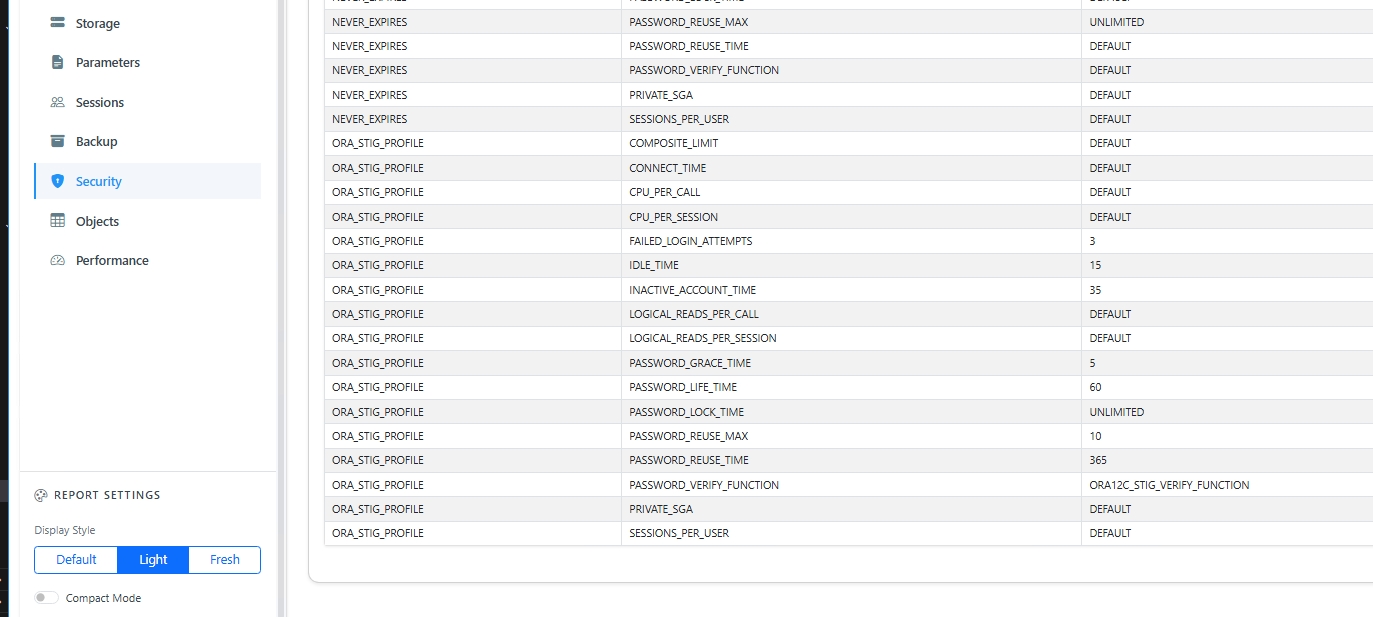 Storage
Parameters
Sessions
Backup
Security
Objects
Performance
REPORT SETTINGS
Display Style
Default Light Fresh
Compact Mode
NEVER_EXPIRES PASSWORD_REUSE_MAX UNLIMITED
NEVER_EXPIRES PASSWORD_REUSE_TIME DEFAULT
NEVER_EXPIRES PASSWORD_VERIFY_FUNCTION DEFAULT
NEVER_EXPIRES PRIVATE_SGA DEFAULT
NEVER_EXPIRES SESSIONS_PER_USER DEFAULT
ORA_STIG_PROFILE COMPOSITE_LIMIT DEFAULT
ORA_STIG_PROFILE CONNECT_TIME DEFAULT
ORA_STIG_PROFILE CPU_PER_CALL DEFAULT
ORA_STIG_PROFILE CPU_PER_SESSION DEFAULT
ORA_STIG_PROFILE FAILED_LOGIN_ATTEMPTS 3
ORA_STIG_PROFILE IDLE_TIME 15
ORA_STIG_PROFILE INACTIVE_ACCOUNT_TIME 35
ORA_STIG_PROFILE LOGICAL_READS_PER_CALL DEFAULT
ORA_STIG_PROFILE LOGICAL_READS_PER_SESSION DEFAULT
ORA_STIG_PROFILE PASSWORD_GRACE_TIME 5
ORA_STIG_PROFILE PASSWORD_LIFE_TIME 60
ORA_STIG_PROFILE PASSWORD_LOCK_TIME UNLIMITED
ORA_STIG_PROFILE PASSWORD_REUSE_MAX 10
ORA_STIG_PROFILE PASSWORD_REUSE_TIME 365
ORA_STIG_PROFILE PASSWORD_VERIFY_FUNCTION ORA12C_STIG_VERIFY_FUNCTION
ORA_STIG_PROFILE PRIVATE_SGA DEFAULT
ORA_STIG_PROFILE SESSIONS_PER_USER DEFAULT